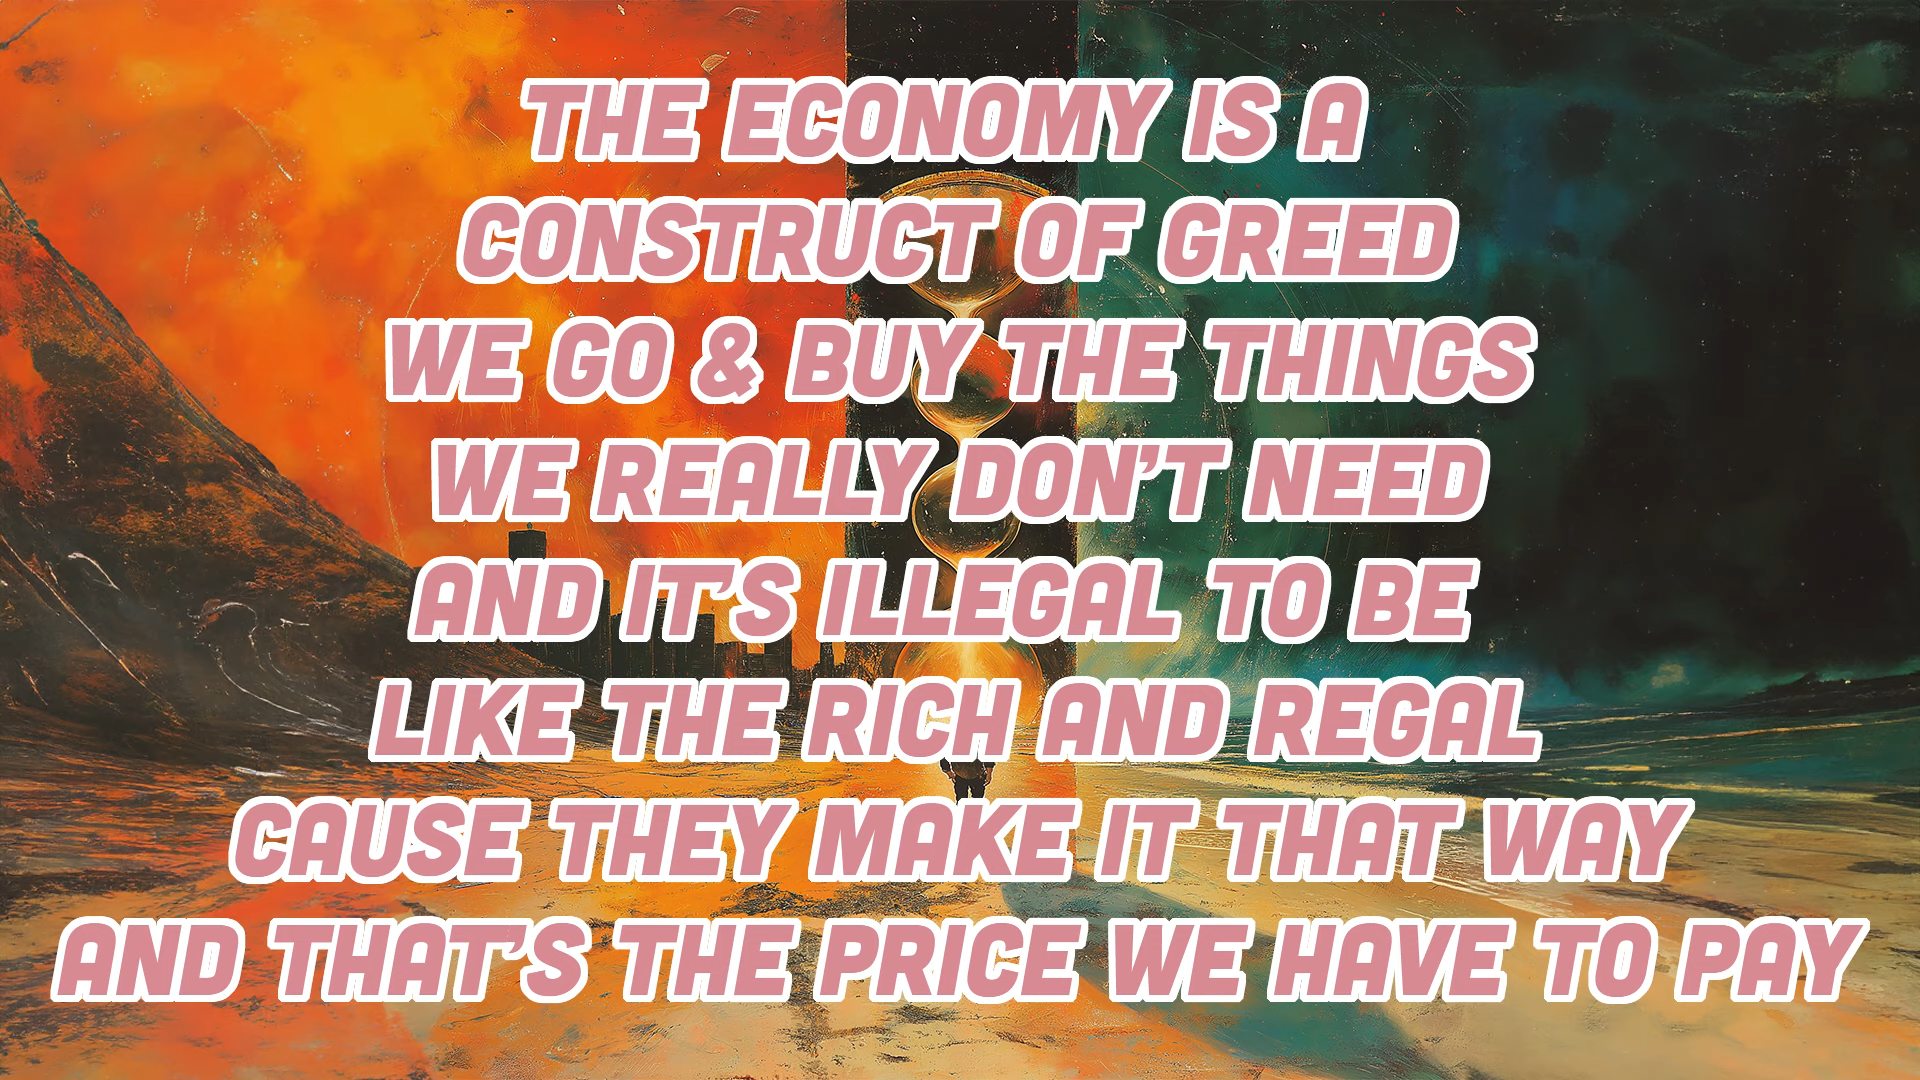 THE ECONOMY IS A
CONSTRUCT OF GREED
WE GO & BUY THE THINGS
WE REALLY DON'T NEED
AND IT'S ILLEGAL TO BE
LIKE THE RICH AND REGAL
CAUSE THEY MAKE IT THAT WAY
AND THAT'S THE PRICE WE HAVE TO PAY